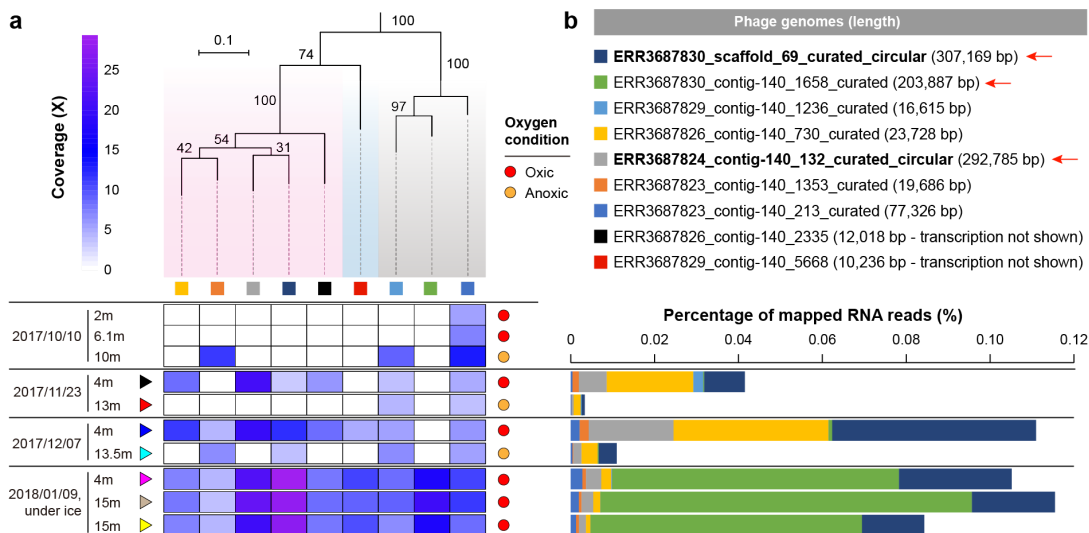 a
0.1
100
74
100
100
97
54
42
31
Coverage (X)
25
20
15
10
5
0
Oxygen
condition
Oxic
Anoxic
2017/10/10
2m
6.1m
10m
2017/11/23
4m
13m
2017/12/07
4m
13.5m
2018/01/09,
under ice
4m
15m
15m
b
Phage genomes (length)
ERR3687830_scaffold_69_curated_circular (307,169 bp)
ERR3687830_contig-140_1658_curated (203,887 bp)
ERR3687829_contig-140_1236_curated (16,615 bp)
ERR3687826_contig-140_730_curated (23,728 bp)
ERR3687824_contig-140_132_curated_circular (292,785 bp)
ERR3687823_contig-140_1353_curated (19,686 bp)
ERR3687823_contig-140_213_curated (77,326 bp)
ERR3687826_contig-140_2335 (12,018 bp - transcription not shown)
ERR3687829_contig-140_5668 (10,236 bp - transcription not shown)
Percentage of mapped RNA reads (%)
0 0.02 0.04 0.06 0.08 0.10 0.12